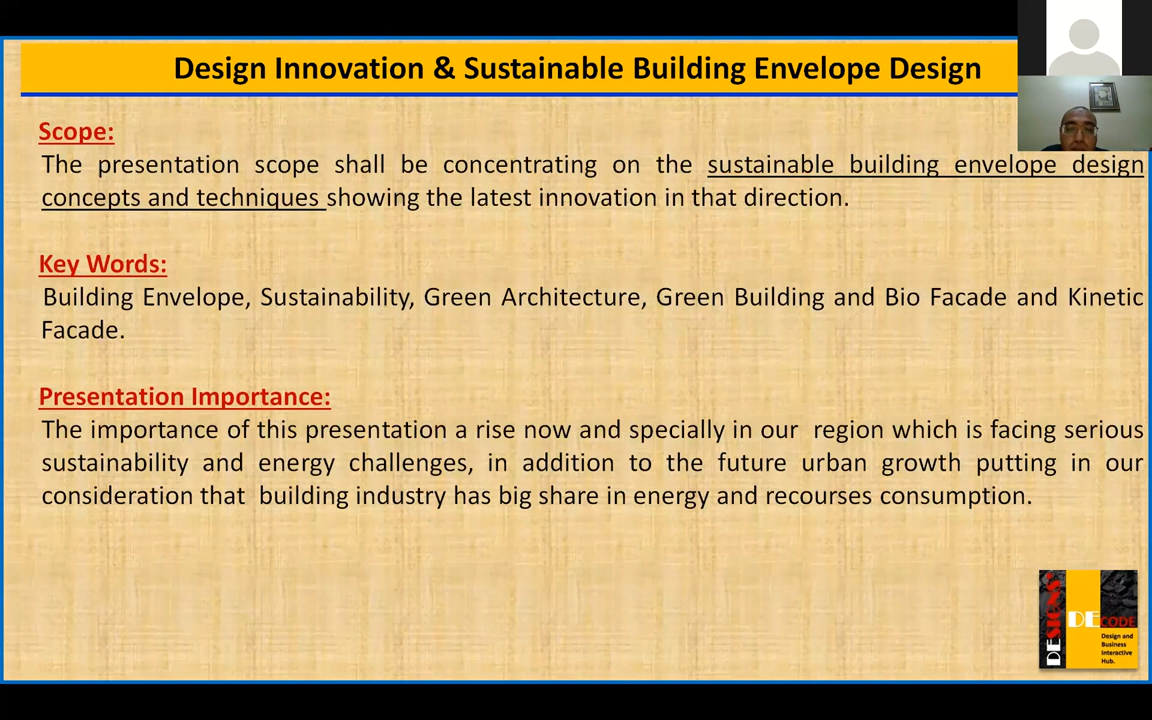 Design Innovation & Sustainable Building Envelope Design
Scope:
The presentation scope shall be concentrating on the sustainable building envelope design
concepts and techniques showing the latest innovation in that direction.
Key Words:
Building Envelope, Sustainability, Green Architecture, Green Building and Bio Facade and Kinetic
Facade.
Presentation Importance:
The importance of this presentation a rise now and specially in our region which is facing serious
sustainability and energy challenges, in addition to the future urban growth putting in our
consideration that building industry has big share in energy and recourses consumption.
DESIGNS
DECODE
Design and
Business
Interactive
Hub.